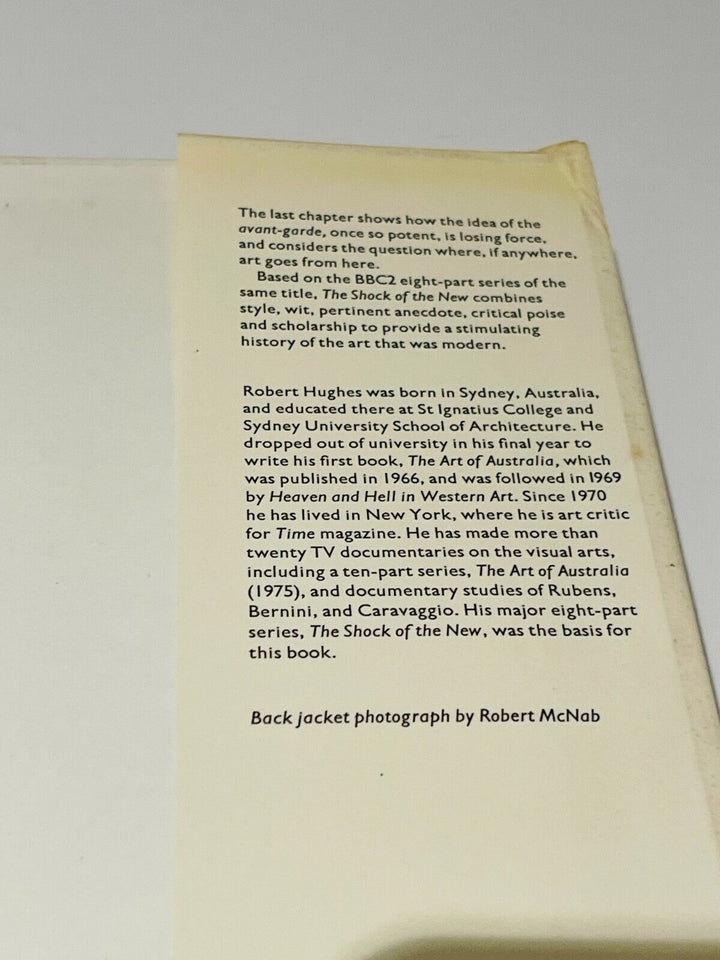 The last chapter shows how the idea of the
avant-garde, once so potent, is losing force,
and considers the question where, if anywhere,
art goes from here.
Based on the BBC2 eight-part series of the
same title, The Shock of the New combines
style, wit, pertinent anecdote, critical poise
and scholarship to provide a stimulating
history of the art that was modern.
Robert Hughes was born in Sydney, Australia,
and educated there at St Ignatius College and
Sydney University School of Architecture. He
dropped out of university in his final year to
write his first book, The Art of Australia, which
was published in 1966, and was followed in 1969
by Heaven and Hell in Western Art. Since 1970
he has lived in New York, where he is art critic
for Time magazine. He has made more than
twenty TV documentaries on the visual arts,
including a ten-part series, The Art of Australia
(1975), and documentary studies of Rubens,
Bernini, and Caravaggio. His major eight-part
series, The Shock of the New, was the basis for
this book.
Back jacket photograph by Robert McNab